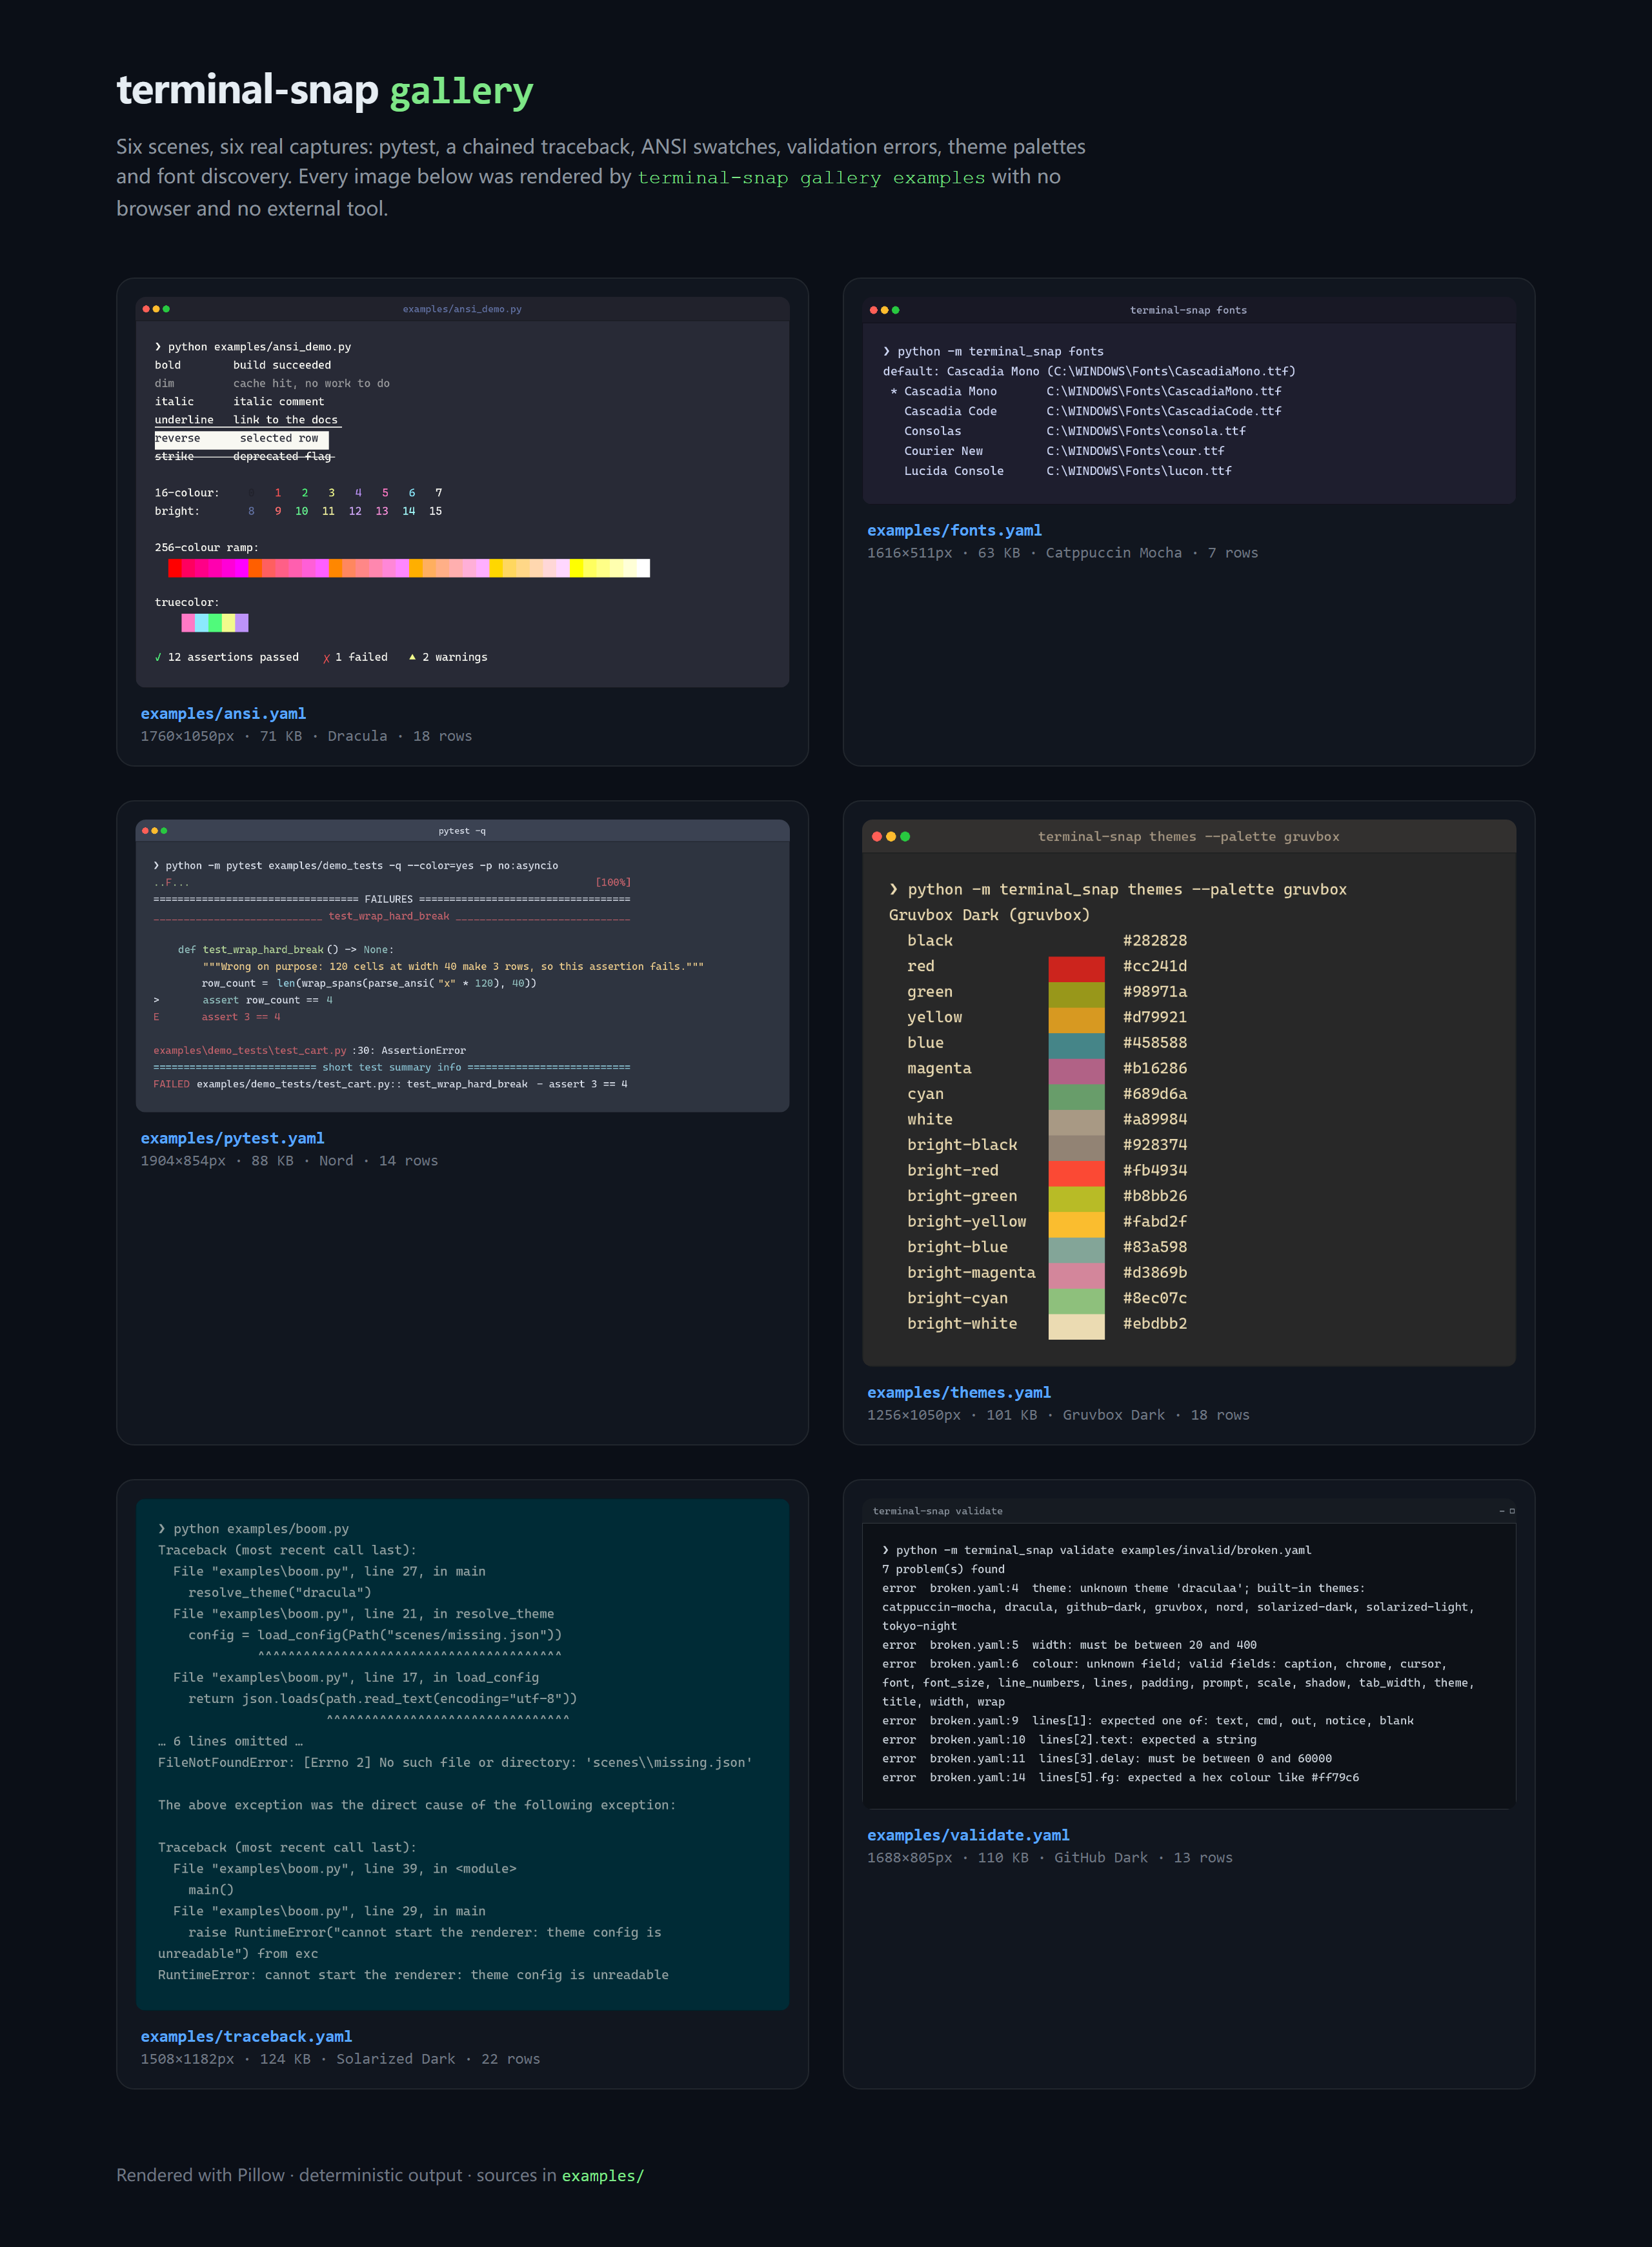 terminal-snap gallery
Six scenes, six real captures: pytest, a chained traceback, ANSI swatches, validation errors, theme palettes
and font discovery. Every image below was rendered by terminal-snap gallery examples with no
browser and no external tool.
examples/ansi_demo.py
❯ python examples/ansi_demo.py
bold build succeeded
dim cache hit, no work to do
italic italic comment
underline link to the docs
reverse selected row
strike deprecated flag
16-colour: 0 1 2 3 4 5 6 7
bright: 8 9 10 11 12 13 14 15
256-colour ramp:
truecolor:
✓ 12 assertions passed ✗ 1 failed ▲ 2 warnings
examples/ansi.yaml
1760×1050px · 71 KB · Dracula · 18 rows
terminal-snap fonts
❯ python -m terminal_snap fonts
default: Cascadia Mono (C:\WINDOWS\Fonts\CascadiaMono.ttf)
* Cascadia Mono C:\WINDOWS\Fonts\CascadiaMono.ttf
Cascadia Code C:\WINDOWS\Fonts\CascadiaCode.ttf
Consolas C:\WINDOWS\Fonts\consola.ttf
Courier New C:\WINDOWS\Fonts\cour.ttf
Lucida Console C:\WINDOWS\Fonts\lucon.ttf
examples/fonts.yaml
1616×511px · 63 KB · Catppuccin Mocha · 7 rows
pytest -q
❯ python -m pytest examples/demo_tests -q --color=yes -p no:asyncio
..F... [100%]
================================== FAILURES ===================================
____________________________ test_wrap_hard_break _____________________________
def test_wrap_hard_break() -> None:
"""Wrong on purpose: 120 cells at width 40 make 3 rows, so this assertion fails."""
row_count = len(wrap_spans(parse_ansi("x" * 120), 40))
> assert row_count == 4
E assert 3 == 4
examples\demo_tests\test_cart.py:30: AssertionError
=========================== short test summary info ===========================
FAILED examples/demo_tests/test_cart.py::test_wrap_hard_break - assert 3 == 4
examples/pytest.yaml
1904×854px · 88 KB · Nord · 14 rows
terminal-snap themes --palette gruvbox
❯ python -m terminal_snap themes --palette gruvbox
Gruvbox Dark (gruvbox)
black #282828
red #cc241d
green #98971a
yellow #d79921
blue #458588
magenta #b16286
cyan #689d6a
white #a89984
bright-black #928374
bright-red #fb4934
bright-green #b8bb26
bright-yellow #fabd2f
bright-blue #83a598
bright-magenta #d3869b
bright-cyan #8ec07c
bright-white #ebdbb2
examples/themes.yaml
1256×1050px · 101 KB · Gruvbox Dark · 18 rows
❯ python examples/boom.py
Traceback (most recent call last):
File "examples\boom.py", line 27, in main
resolve_theme("dracula")
File "examples\boom.py", line 21, in resolve_theme
config = load_config(Path("scenes/missing.json"))
^^^^^^^^^^^^^^^^^^^^^^^^^^^^^^^^^^^^^^^^
File "examples\boom.py", line 17, in load_config
return json.loads(path.read_text(encoding="utf-8"))
^^^^^^^^^^^^^^^^^^^^^^^^^^^^^^^^
… 6 lines omitted …
FileNotFoundError: [Errno 2] No such file or directory: 'scenes\\missing.json'
The above exception was the direct cause of the following exception:
Traceback (most recent call last):
File "examples\boom.py", line 39, in <module>
main()
File "examples\boom.py", line 29, in main
raise RuntimeError("cannot start the renderer: theme config is
unreadable") from exc
RuntimeError: cannot start the renderer: theme config is unreadable
examples/traceback.yaml
1508×1182px · 124 KB · Solarized Dark · 22 rows
terminal-snap validate
❯ python -m terminal_snap validate examples/invalid/broken.yaml
7 problem(s) found
error broken.yaml:4 theme: unknown theme 'draculaa'; built-in themes:
catppuccin-mocha, dracula, github-dark, gruvbox, nord, solarized-dark, solarized-light,
tokyo-night
error broken.yaml:5 width: must be between 20 and 400
error broken.yaml:6 colour: unknown field; valid fields: caption, chrome, cursor,
font, font_size, line_numbers, lines, padding, prompt, scale, shadow, tab_width, theme,
title, width, wrap
error broken.yaml:9 lines[1]: expected one of: text, cmd, out, notice, blank
error broken.yaml:10 lines[2].text: expected a string
error broken.yaml:11 lines[3].delay: must be between 0 and 60000
error broken.yaml:14 lines[5].fg: expected a hex colour like #ff79c6
examples/validate.yaml
1688×805px · 110 KB · GitHub Dark · 13 rows
Rendered with Pillow · deterministic output · sources in examples/